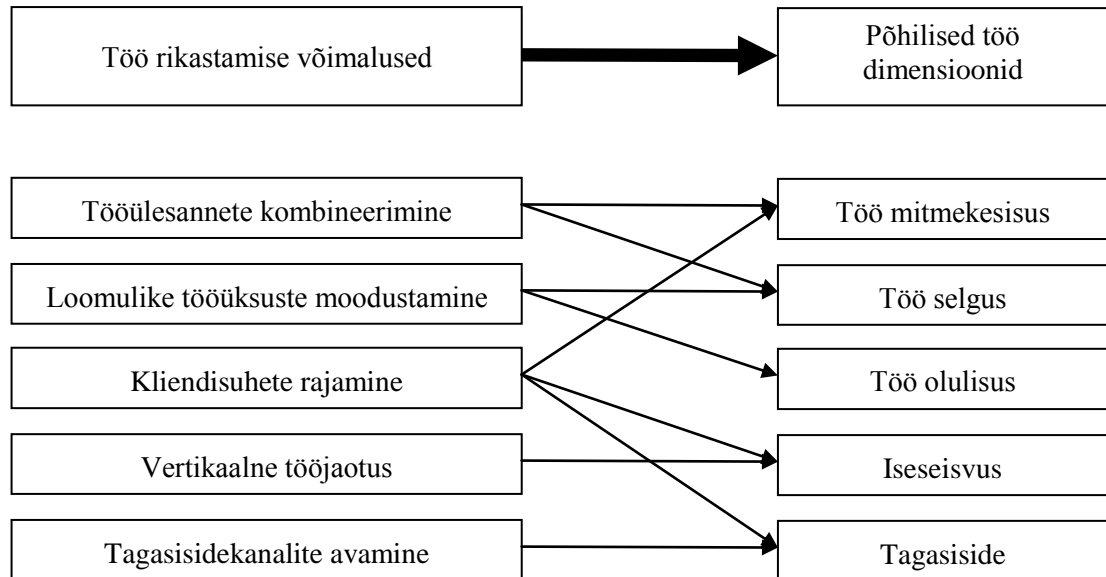 Töö rikastamise võimalused
Põhilised töö
dimensioonid
Tööülesannete kombineerimine
Töö mitmekesisus
Loomulike tööüksuste moodustamine
Töö selgus
Kliendisuhete rajamine
Töö olulisus
Vertikaalne tööjaotus
Iseseisvus
Tagasisidekanalite avamine
Tagasiside